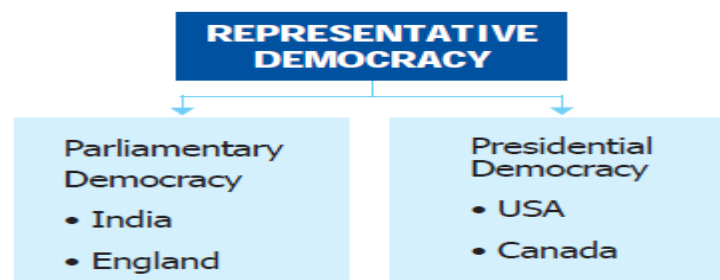 REPRESENTATIVE
DEMOCRACY
Parliamentary
Democracy
• India
• England
Presidential
Democracy
• USA
• Canada